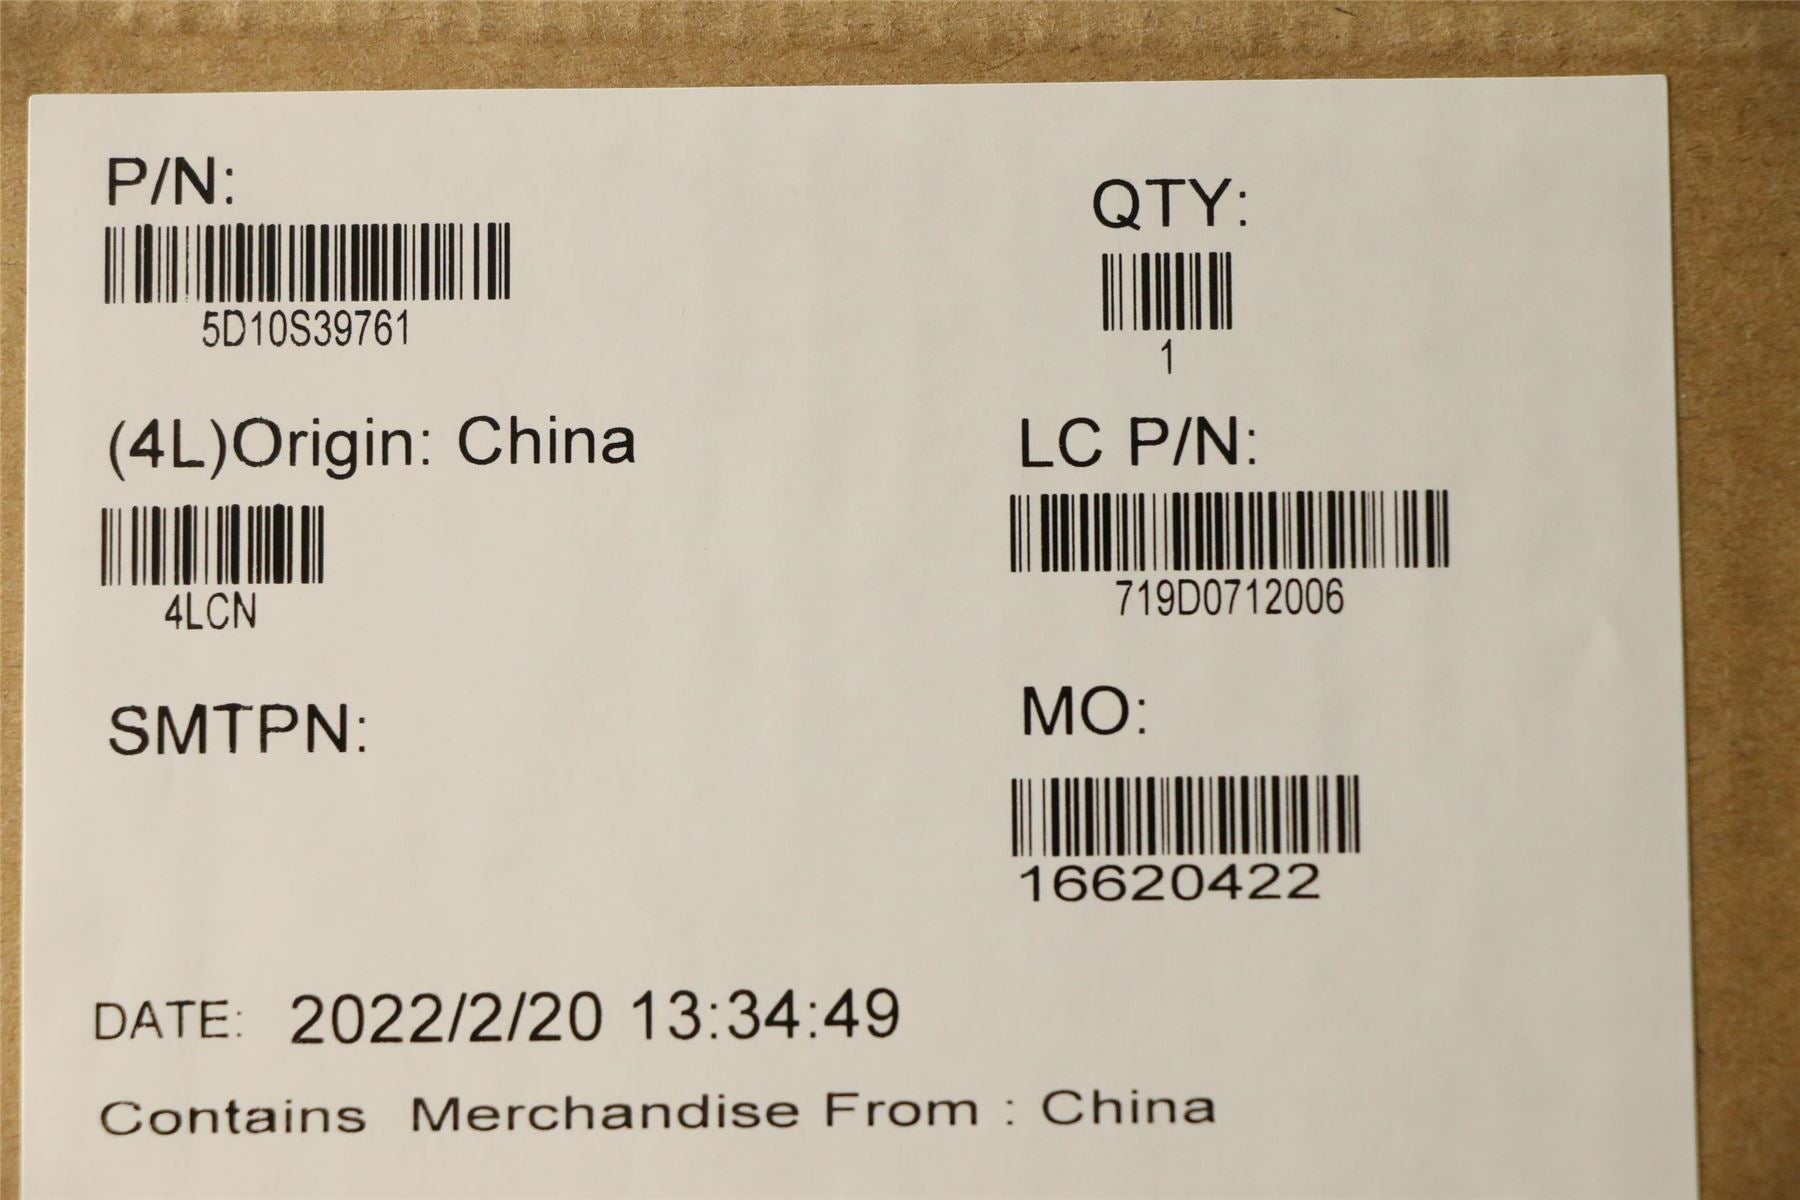 P/N:
5D10S39761
QTY:
1
(4L)Origin: China
4LCN
LC P/N:
719D0712006
SMTPN:
MO:
16620422
DATE: 2022/2/20 13:34:49
Contains Merchandise From : China